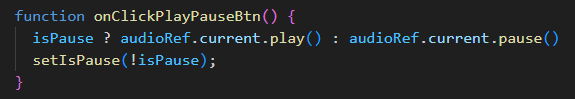 function onClickPlayPauseBtn() {
isPause ? audioRef.current.play() : audioRef.current.pause()
setIsPause(!isPause);
}